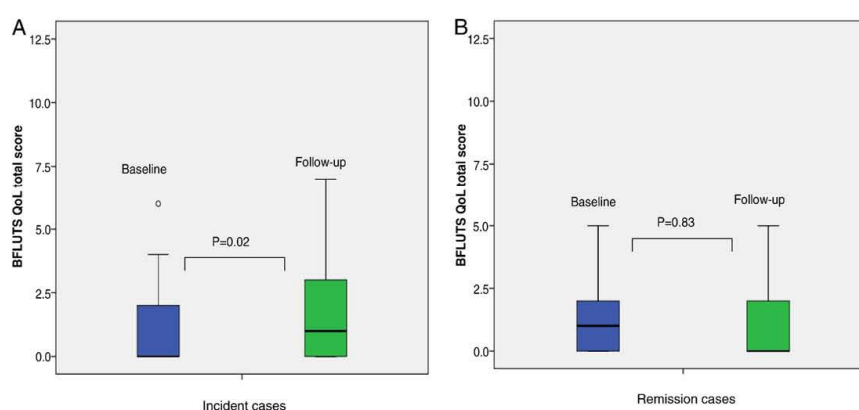 A
BFLUTS QoL total score
12.5
10.0
7.5
5.0
2.5
0.0
Baseline
Follow-up
P=0.02
Incident cases
B
BFLUTS QoL total score
12.5
10.0
7.5
5.0
2.5
0.0
Baseline
Follow-up
P=0.83
Remission cases